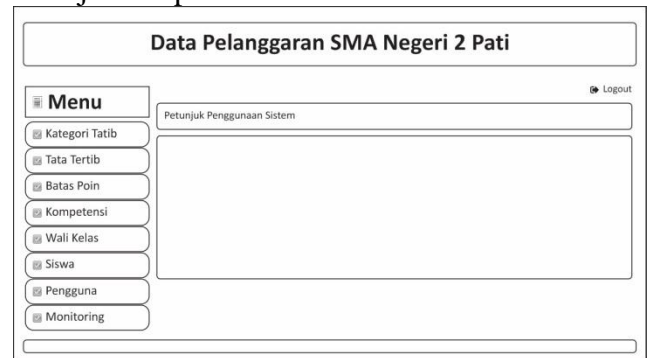 Data Pelanggaran SMA Negeri 2 Pati
Logout
Menu
Petunjuk Penggunaan Sistem
Kategori Tatib
Tata Tertib
Batas Poin
Kompetensi
Wali Kelas
Siswa
Pengguna
Monitoring